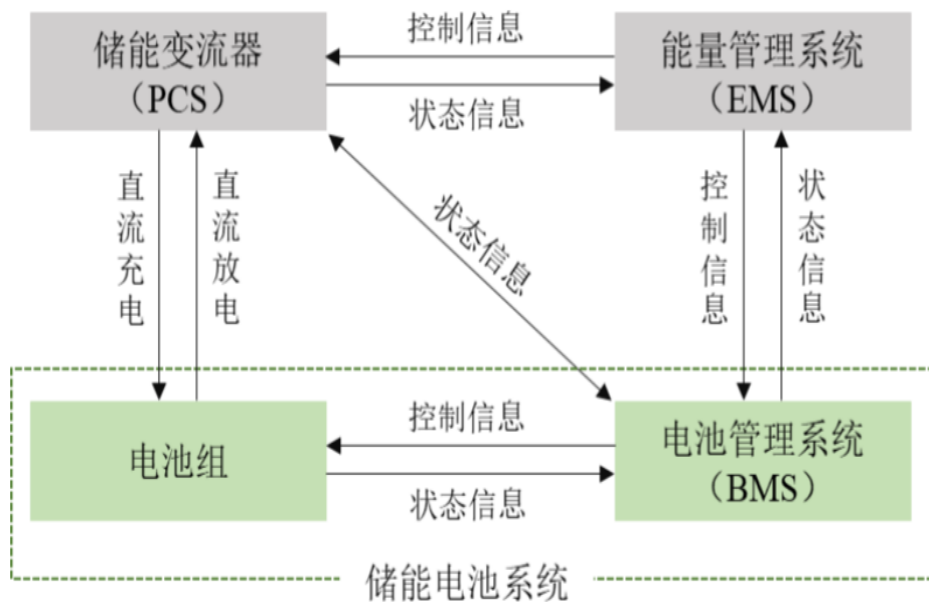 储能变流器
（PCS）
控制信息
状态信息
能量管理系统
（EMS）
直流充电
直流放电
状态信息
控制信息
状态信息
电池组
控制信息
状态信息
电池管理系统
（BMS）
储能电池系统